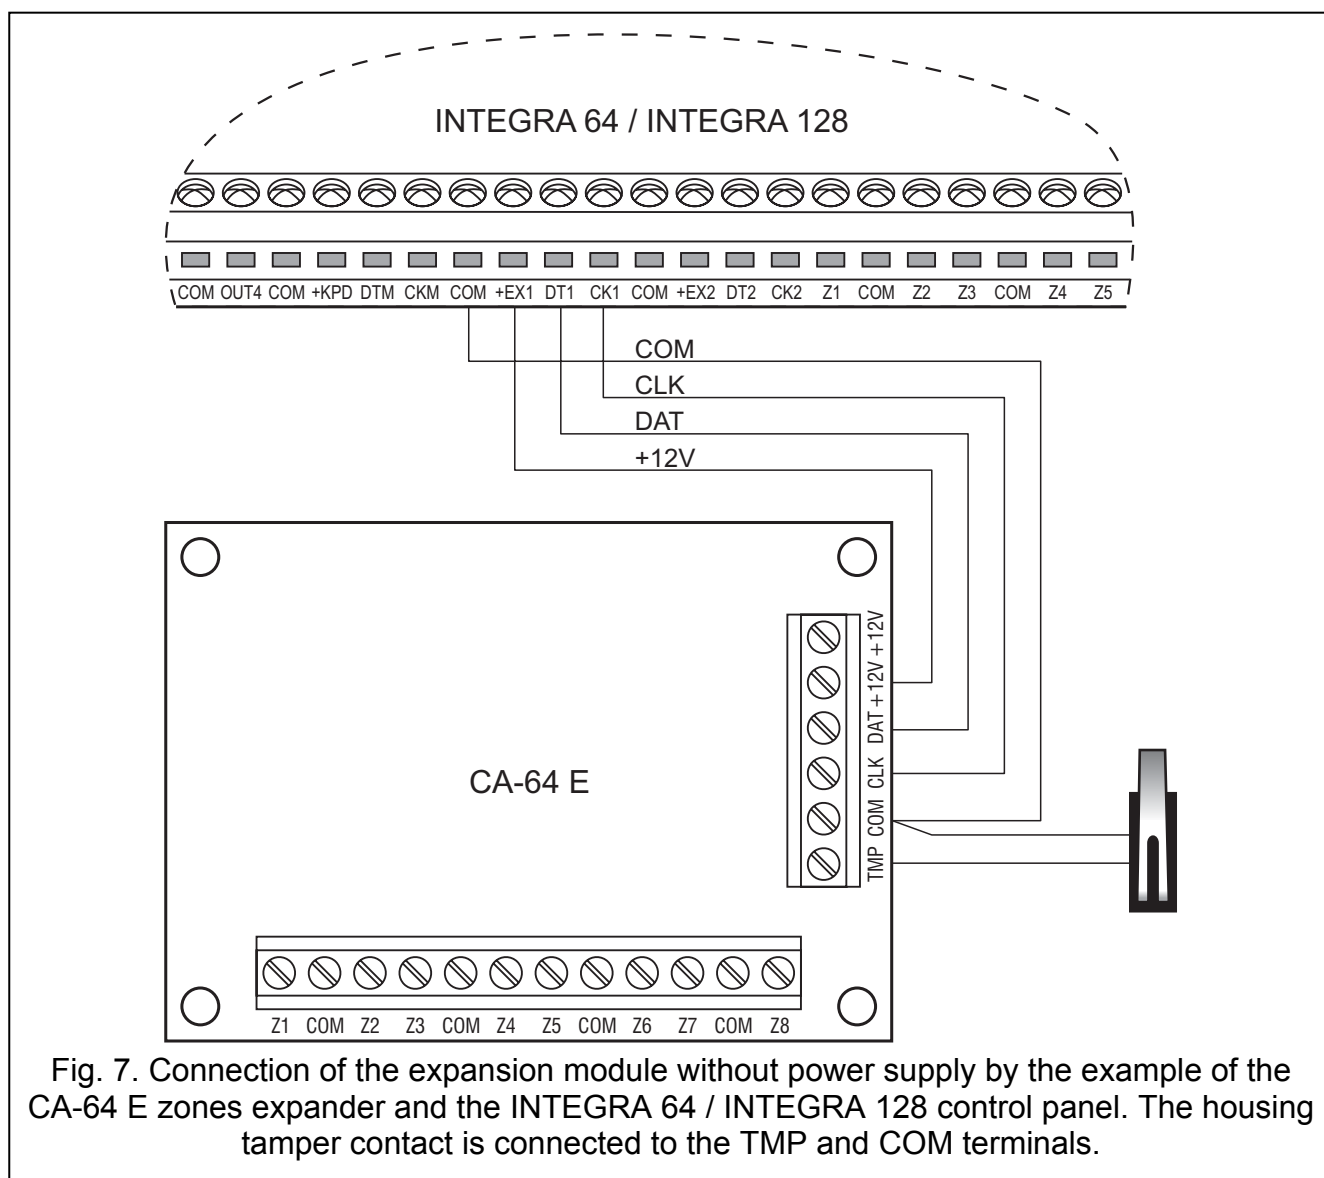 INTEGRA 64 / INTEGRA 128
COM OUT4 COM +KPD DTM CKM COM +EX1 DT1 CK1 COM +EX2 DT2 CK2 Z1 COM Z2 Z3 COM Z4 Z5
COM
CLK
DAT
+12V
CA-64 E
TMP COM CLK DAT +12V +12V
Z1 COM Z2 Z3 COM Z4 Z5 COM Z6 Z7 COM Z8
Fig. 7. Connection of the expansion module without power supply by the example of the
CA-64 E zones expander and the INTEGRA 64 / INTEGRA 128 control panel. The housing
tamper contact is connected to the TMP and COM terminals.